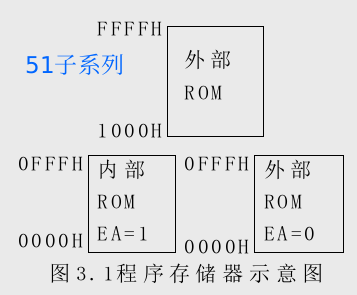 FFFFH
51子系列
外部
ROM
1000H
0FFFH
内部
ROM
EA=1
0000H
0FFFH
外部
ROM
EA=0
0000H
图3.1程序存储器示意图